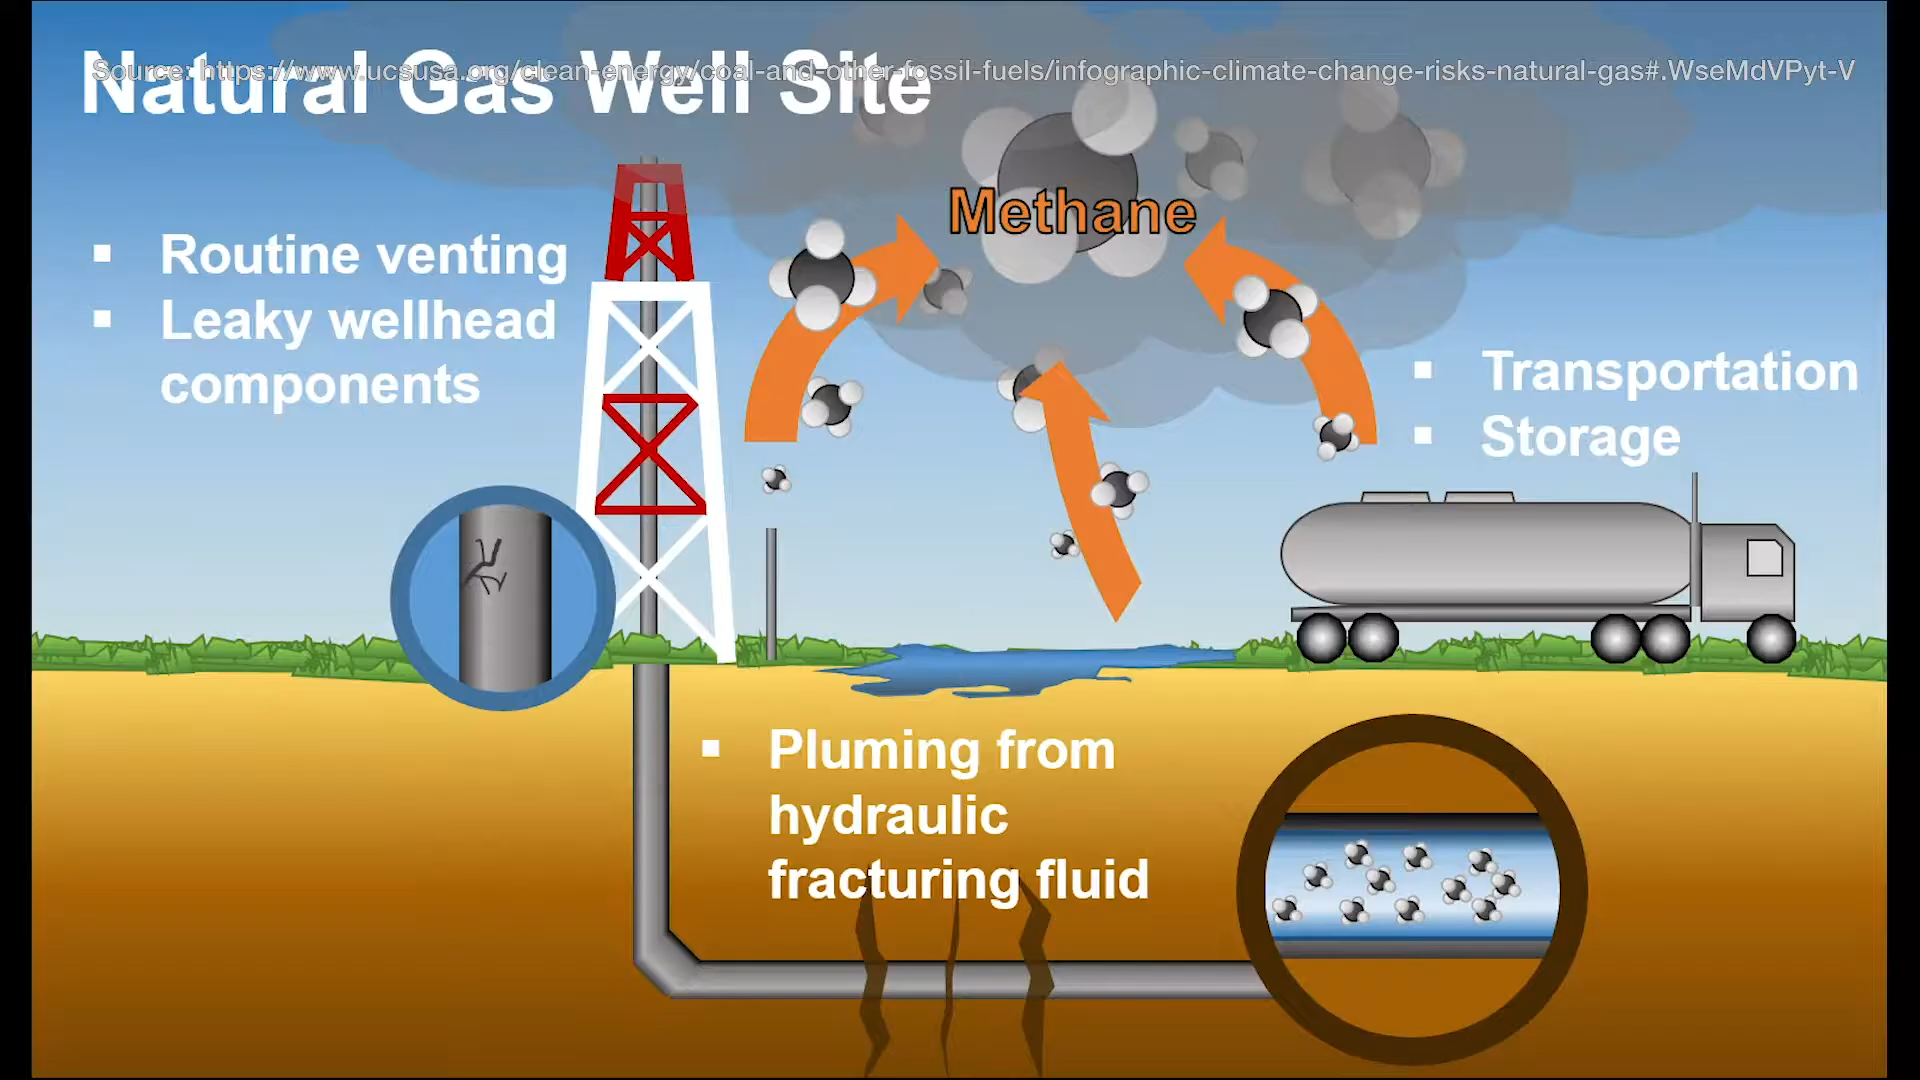 Source: https://www.ucsusa.org/clean-energy/coal-and-other-fossil-fuels/infographic-climate-change-risks-natural-gas#.WseMdVPyt-V
Natural Gas Well Site
Methane
▪ Routine venting
▪ Leaky wellhead
components
▪ Transportation
▪ Storage
▪ Pluming from
hydraulic
fracturing fluid